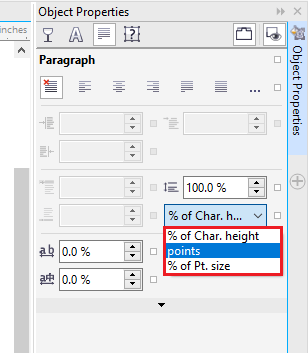 Object Properties
inches
Paragraph
...
100.0 %
% of Char. h...
% of Char. height
points
% of Pt. size
ab 0.0 %
0.0 %
Object Properties